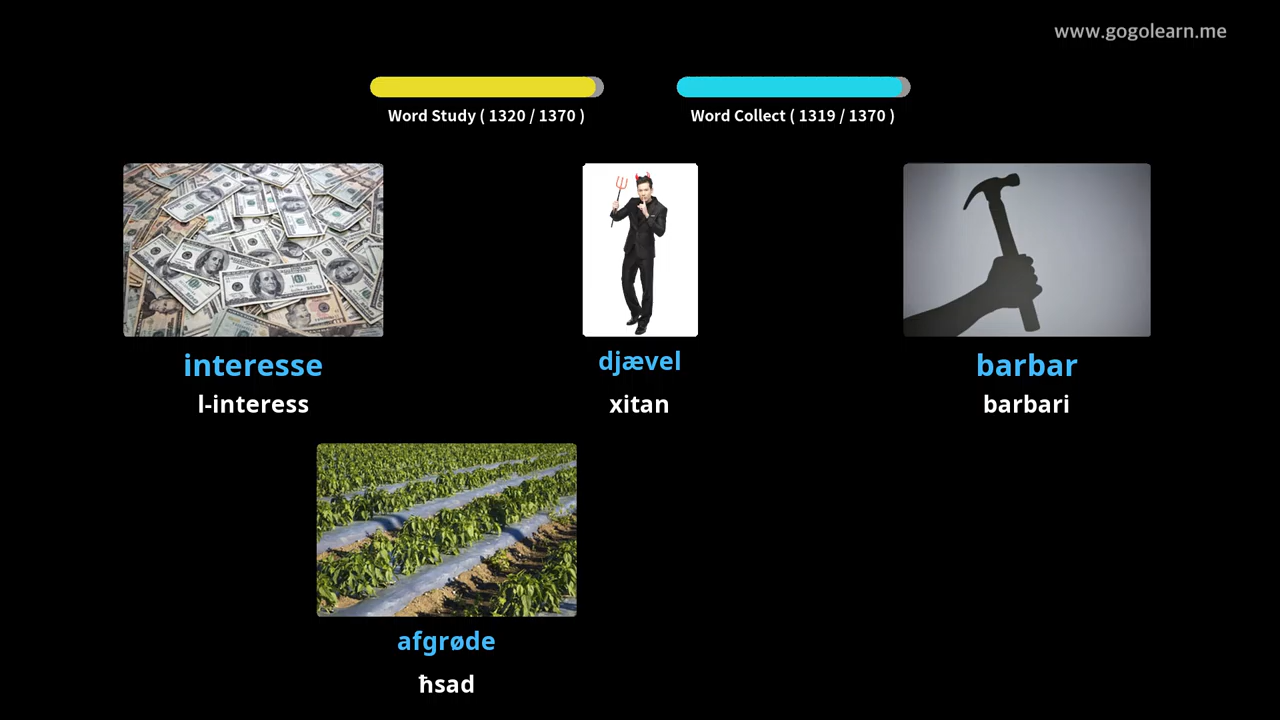 www.gogolearn.me
Word Study ( 1320 / 1370 )
Word Collect ( 1319 / 1370 )
interesse
l-interess
djævel
xitan
barbar
barbari
afgrøde
ħsad